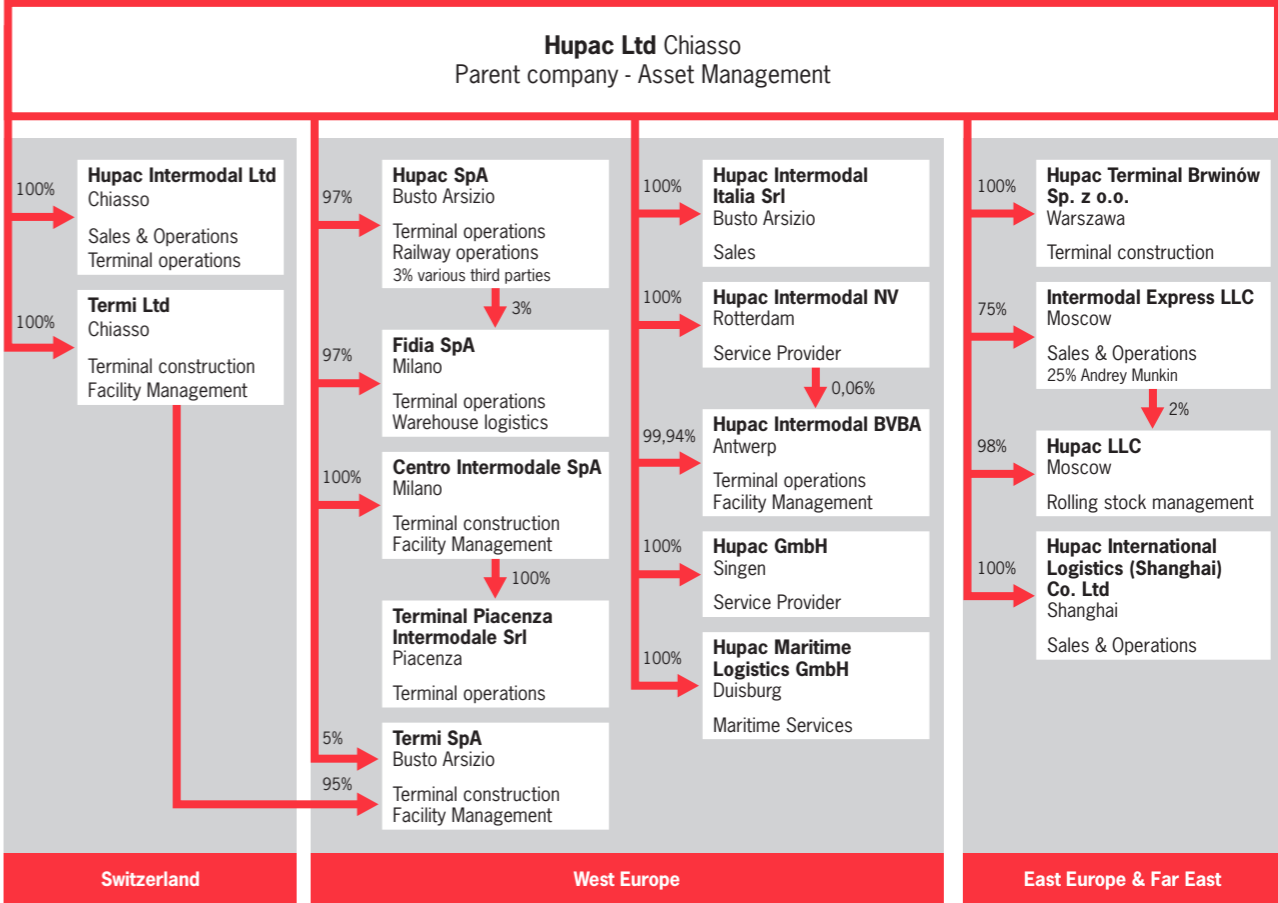 Hupac Ltd Chiasso
Parent company - Asset Management
100%
Hupac Intermodal Ltd
Chiasso
Sales & Operations
Terminal operations
100%
Termi Ltd
Chiasso
Terminal construction
Facility Management
97%
Hupac SpA
Busto Arsizio
Terminal operations
Railway operations
3% various third parties
3%
97%
Fidia SpA
Milano
Terminal operations
Warehouse logistics
100%
Centro Intermodale SpA
Milano
Terminal construction
Facility Management
100%
Terminal Piacenza
Intermodale Srl
Piacenza
Terminal operations
5%
Termi SpA
Busto Arsizio
95%
Terminal construction
Facility Management
100%
Hupac Intermodal
Italia Srl
Busto Arsizio
Sales
100%
Hupac Intermodal NV
Rotterdam
Service Provider
0,06%
99,94%
Hupac Intermodal BVBA
Antwerp
Terminal operations
Facility Management
100%
Hupac GmbH
Singen
Service Provider
100%
Hupac Maritime
Logistics GmbH
Duisburg
Maritime Services
100%
Hupac Terminal Brwinów
Sp. z o.o.
Warszawa
Terminal construction
75%
Intermodal Express LLC
Moscow
Sales & Operations
25% Andrey Munkin
2%
98%
Hupac LLC
Moscow
Rolling stock management
100%
Hupac International
Logistics (Shanghai)
Co. Ltd
Shanghai
Sales & Operations
Switzerland
West Europe
East Europe & Far East